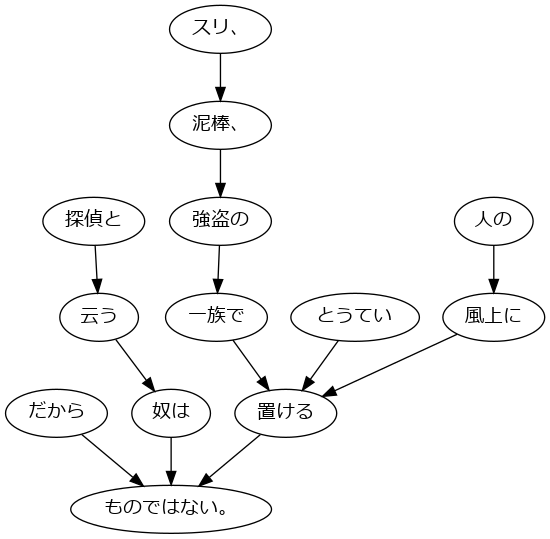 スリ、
泥棒、
探偵と
強盗の
人の
云う
一族で
とうてい
風上に
だから
奴は
置ける
ものではない。